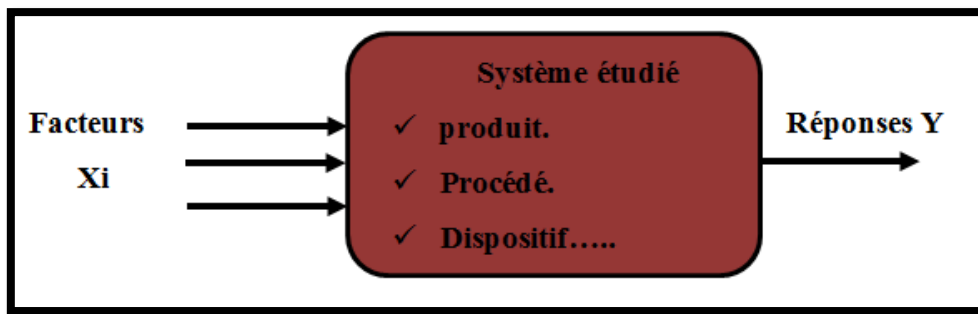 Facteurs
Xi
Système étudié
✓ produit.
✓ Procédé.
✓ Dispositif…..
Réponses Y